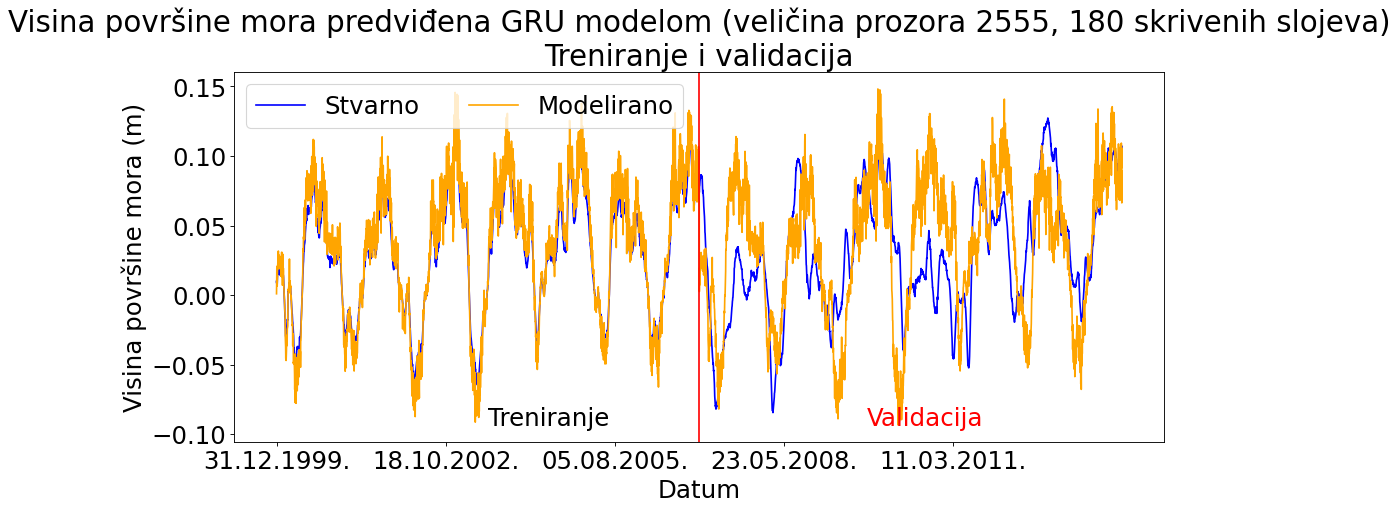 Visina površine mora predviđena GRU modelom (veličina prozora 2555, 180 skrivenih slojeva)
Treniranje i validacija
Stvarno
Modelirano
Visina površine mora (m)
0.15
0.10
0.05
0.00
−0.05
−0.10
Treniranje
Validacija
31.12.1999.
18.10.2002.
05.08.2005.
23.05.2008.
11.03.2011.
Datum